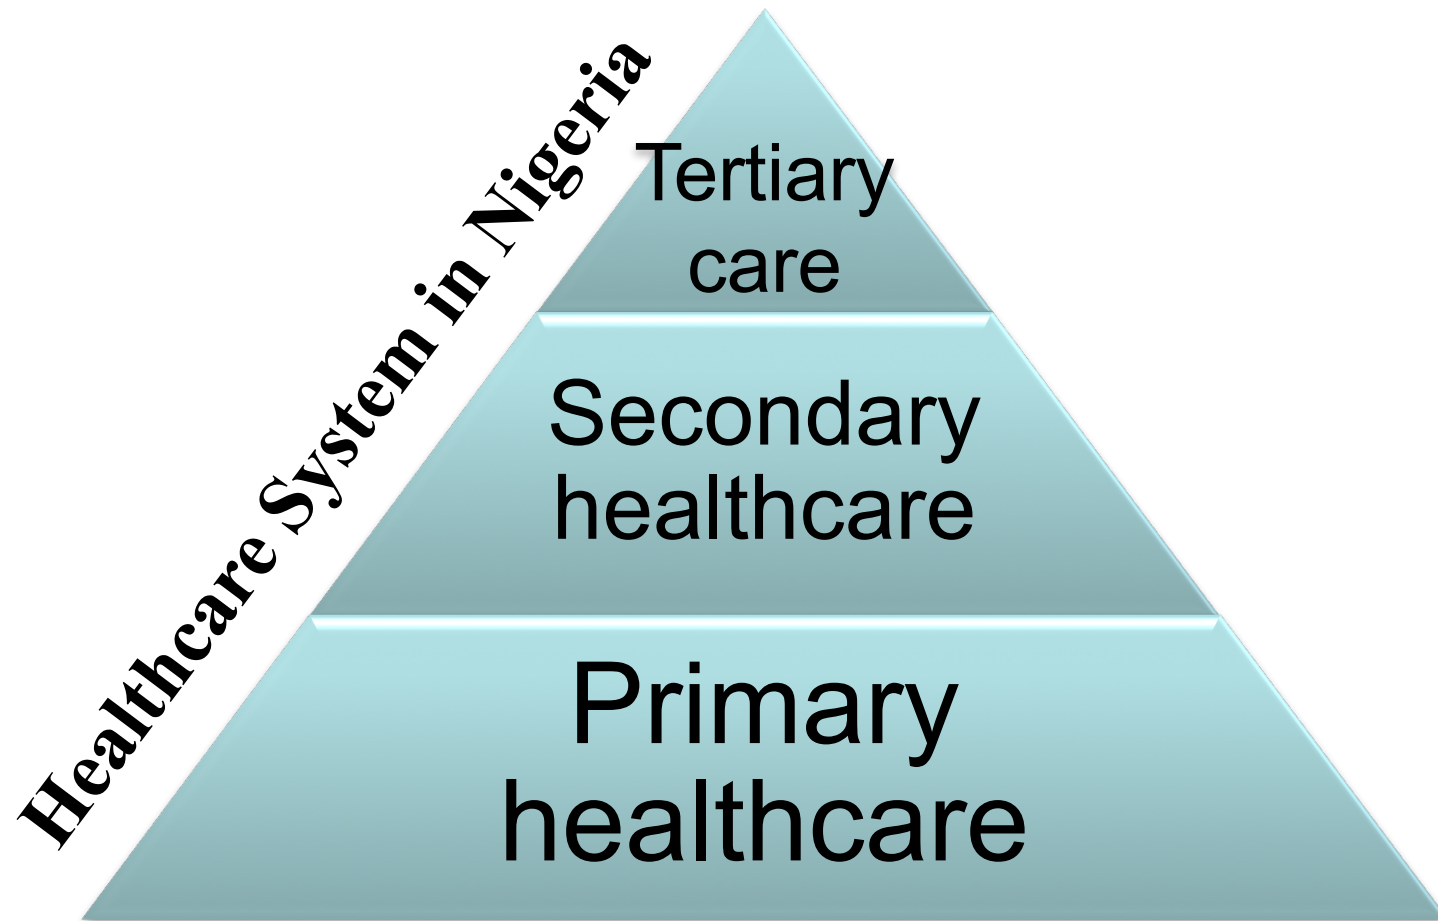 Healthcare System in Nigeria
Tertiary
care
Secondary
healthcare
Primary
healthcare